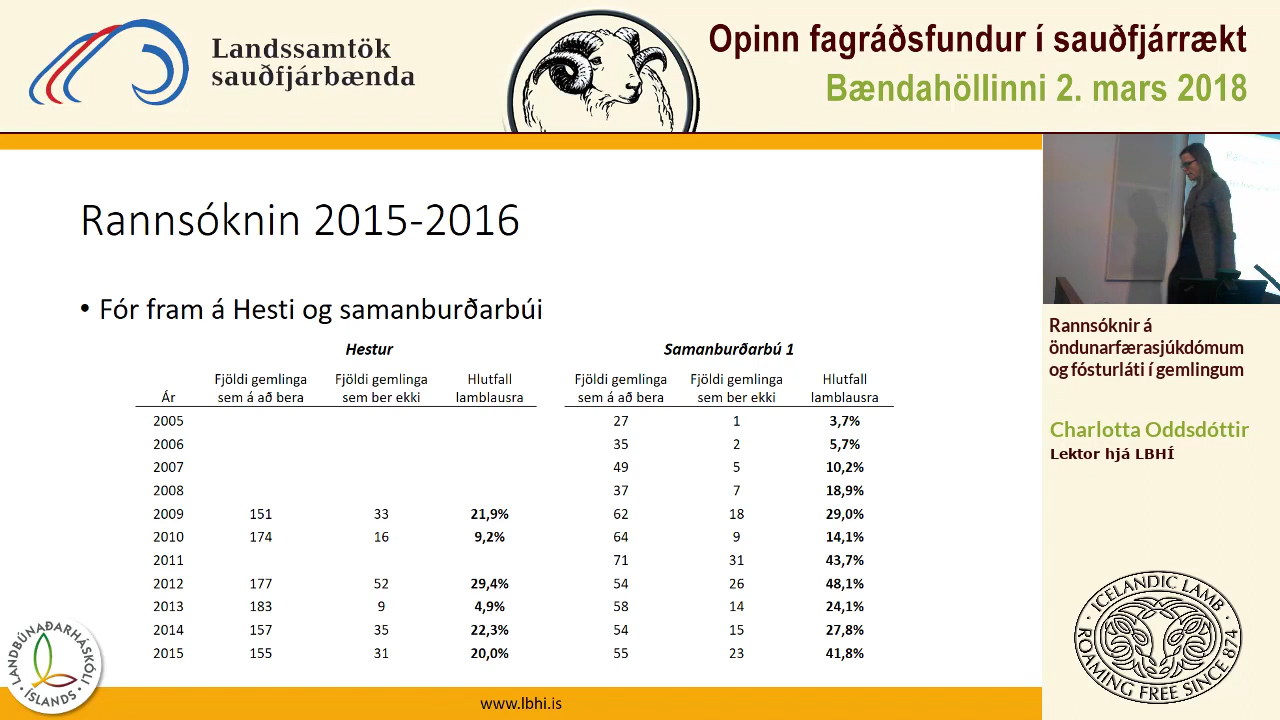 Landssamtök
sauðfjárbænda
Opinn fagráðsfundur í sauðfjárrækt
Bændahöllinni 2. mars 2018
Rannsóknin 2015-2016
• Fór fram á Hesti og samanburðarbúi
Hestur Samanburðarbú 1
Fjöldi gemlinga Fjöldi gemlinga Hlutfall Fjöldi gemlinga Fjöldi gemlinga Hlutfall
Ár sem á að bera sem ber ekki lamblausra sem á að bera sem ber ekki lamblausra
2005 27 1 3,7%
2006 35 2 5,7%
2007 49 5 10,2%
2008 37 7 18,9%
2009 151 33 21,9% 62 18 29,0%
2010 174 16 9,2% 64 9 14,1%
2011 71 31 43,7%
2012 177 52 29,4% 54 26 48,1%
2013 183 9 4,9% 58 14 24,1%
2014 157 35 22,3% 54 15 27,8%
2015 155 31 20,0% 55 23 41,8%
LANDBÚNAÐARHÁSKÓLI
ÍSLANDS
www.lbhi.is
Rannsóknir á
öndunarfærasjúkdómum
og fósturláti í gemlingum
Charlotta Oddsdóttir
Lektor hjá LBHÍ
• ICELANDIC LAMB •
ROAMING FREE SINCE 874